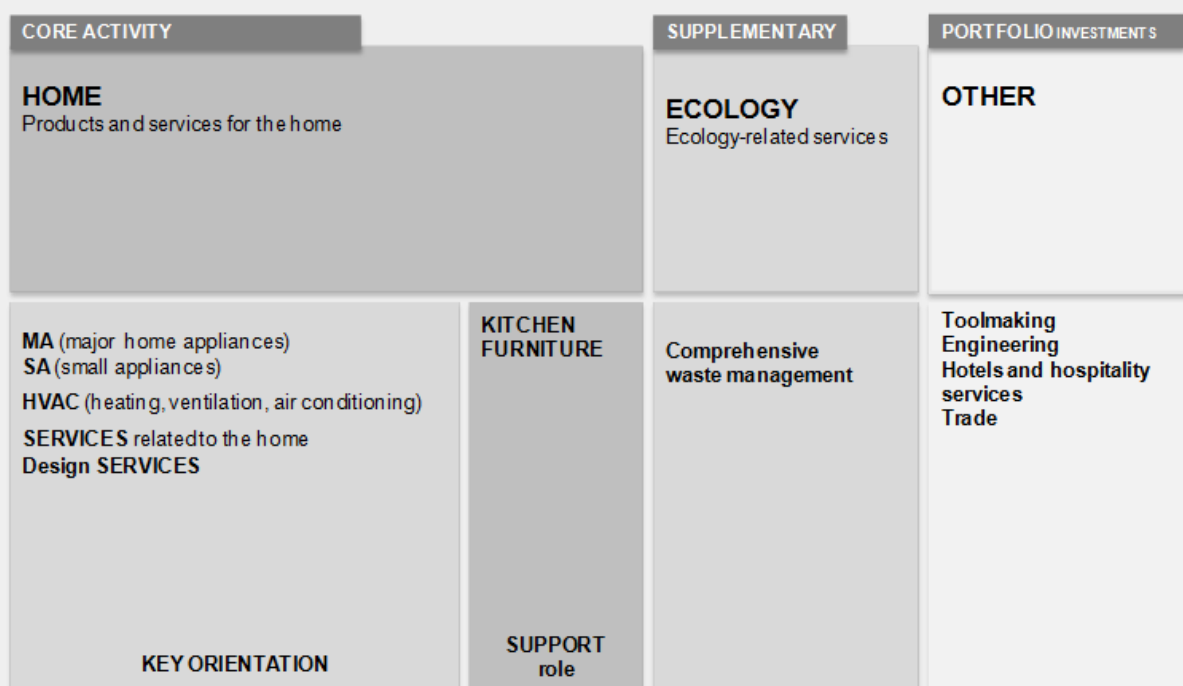 CORE ACTIVITY
HOME
Products and services for the home
SUPPLEMENTARY
ECOLOGY
Ecology-related services
PORTFOLIO INVESTMENTS
OTHER
MA (major home appliances)
SA (small appliances)
HVAC (heating, ventilation, air conditioning)
SERVICES related to the home
Design SERVICES
KEY ORIENTATION
KITCHEN
FURNITURE
SUPPORT
role
Comprehensive
waste management
Toolmaking
Engineering
Hotels and hospitality
services
Trade